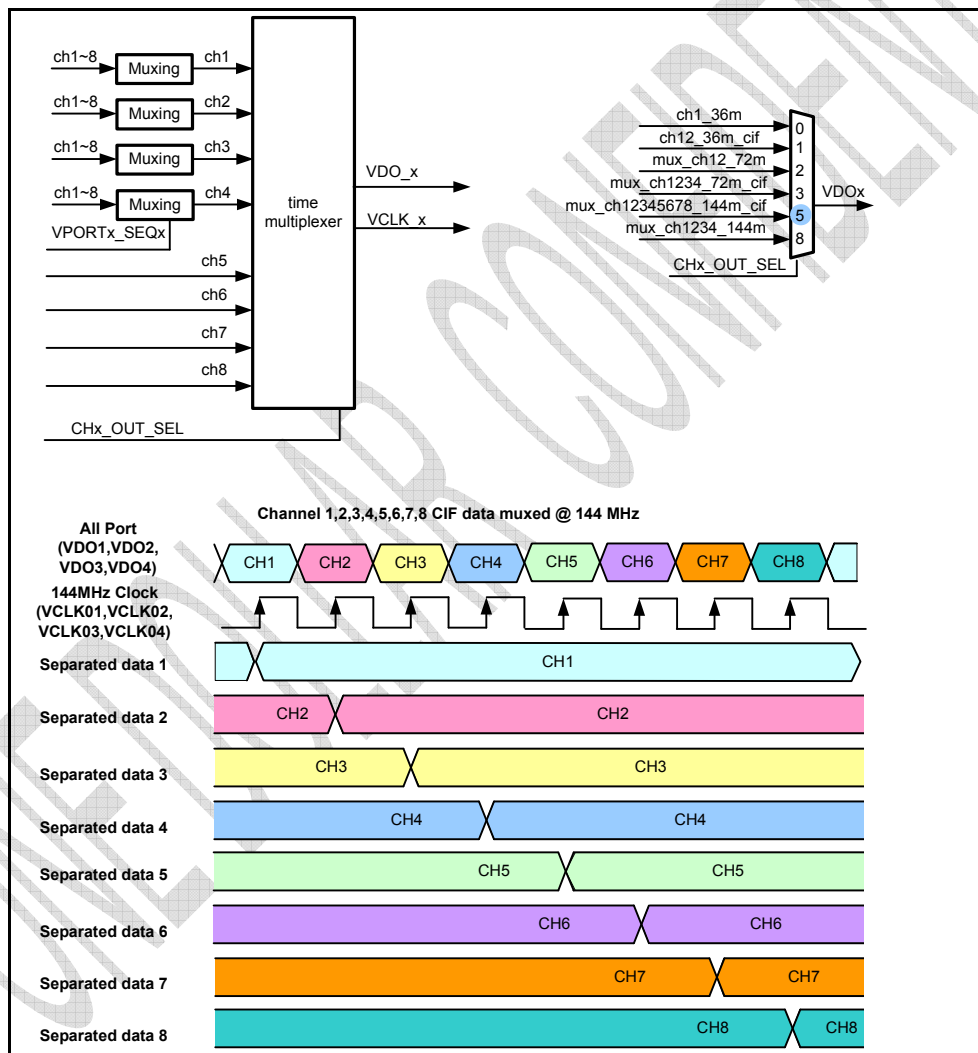 ch1~8 Muxing ch1
ch1~8 Muxing ch2
ch1~8 Muxing ch3
ch1~8 Muxing ch4
VPORTx_SEQx
ch5
ch6
ch7
ch8
CHx_OUT_SEL
time
multiplexer
VDO_x
VCLK_x
ch1_36m 0
ch12_36m_cif 1
mux_ch12_72m 2
mux_ch1234_72m_cif 3
mux_ch12345678_144m_cif 5
mux_ch1234_144m 8
VDOx
CHx_OUT_SEL
Channel 1,2,3,4,5,6,7,8 CIF data muxed @ 144 MHz
All Port
(VDO1,VDO2,
VDO3,VDO4)
CH1 CH2 CH3 CH4 CH5 CH6 CH7 CH8
144MHz Clock
(VCLK01,VCLK02,
VCLK03,VCLK04)
Separated data 1 CH1
Separated data 2 CH2 CH2
Separated data 3 CH3 CH3
Separated data 4 CH4 CH4
Separated data 5 CH5 CH5
Separated data 6 CH6 CH6
Separated data 7 CH7 CH7
Separated data 8 CH8 CH8